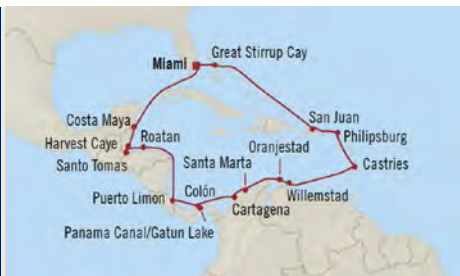 Great Stirrup Cay
Miami
Costa Maya
San Juan
Harvest Caye
Roatan
Oranjestad
Philipsburg
Santo Tomas
Santa Marta
Castries
Puerto Limon
Colón
Willemstad
Cartagena
Panama Canal/Gatun Lake